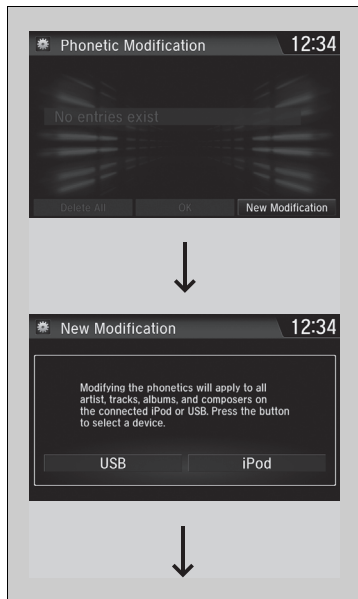 Phonetic Modification 12:34
No entries exist
Delete All OK New Modification
New Modification 12:34
Modifying the phonetics will apply to all
artist, tracks, albums, and composers on
the connected iPod or USB. Press the button
to select a device.
USB iPod